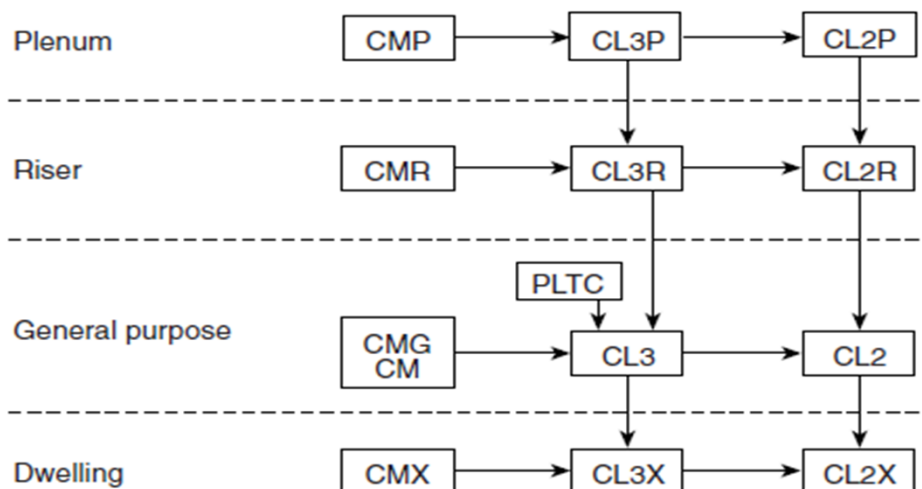 Plenum
CMP
CL3P
CL2P
Riser
CMR
CL3R
CL2R
PLTC
General purpose
CMG
CM
CL3
CL2
Dwelling
CMX
CL3X
CL2X